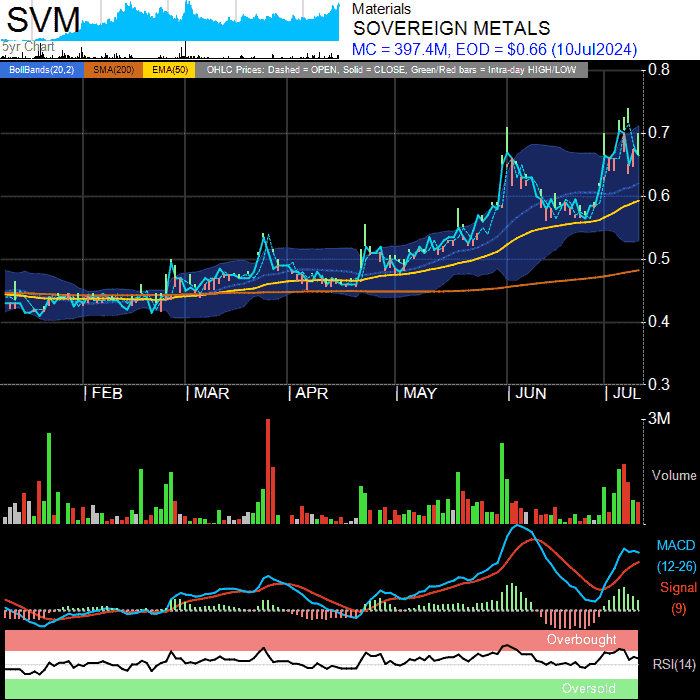 SVM
5yr Chart
Materials
SOVEREIGN METALS
MC = 397.4M, EOD = $0.66 (10Jul2024)
BollBands(20,2) SMA(200) EMA(50) OHLC Prices: Dashed = OPEN, Solid = CLOSE, Green/Red bars = Intra-day HIGH/LOW
0.8
0.7
0.6
0.5
0.4
0.3
FEB MAR APR MAY JUN JUL
3M
Volume
MACD
(12-26)
Signal
(9)
Overbought
RSI(14)
Oversold